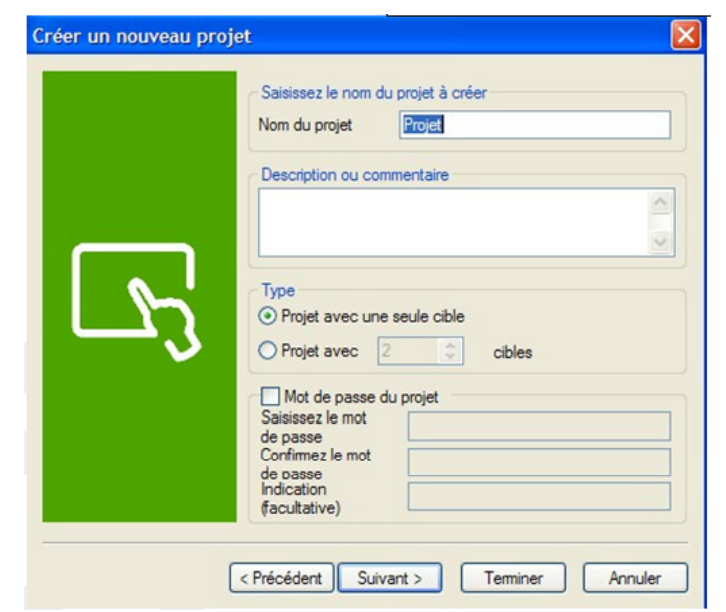 Créer un nouveau projet
Saisissez le nom du projet à créer
Nom du projet Projet
Description ou commentaire
Type
Projet avec une seule cible
Projet avec 2 cibles
Mot de passe du projet
Saisissez le mot
de passe
Confirmez le mot
de passe
Indication
(facultative)
< Précédent Suivant > Terminer Annuler